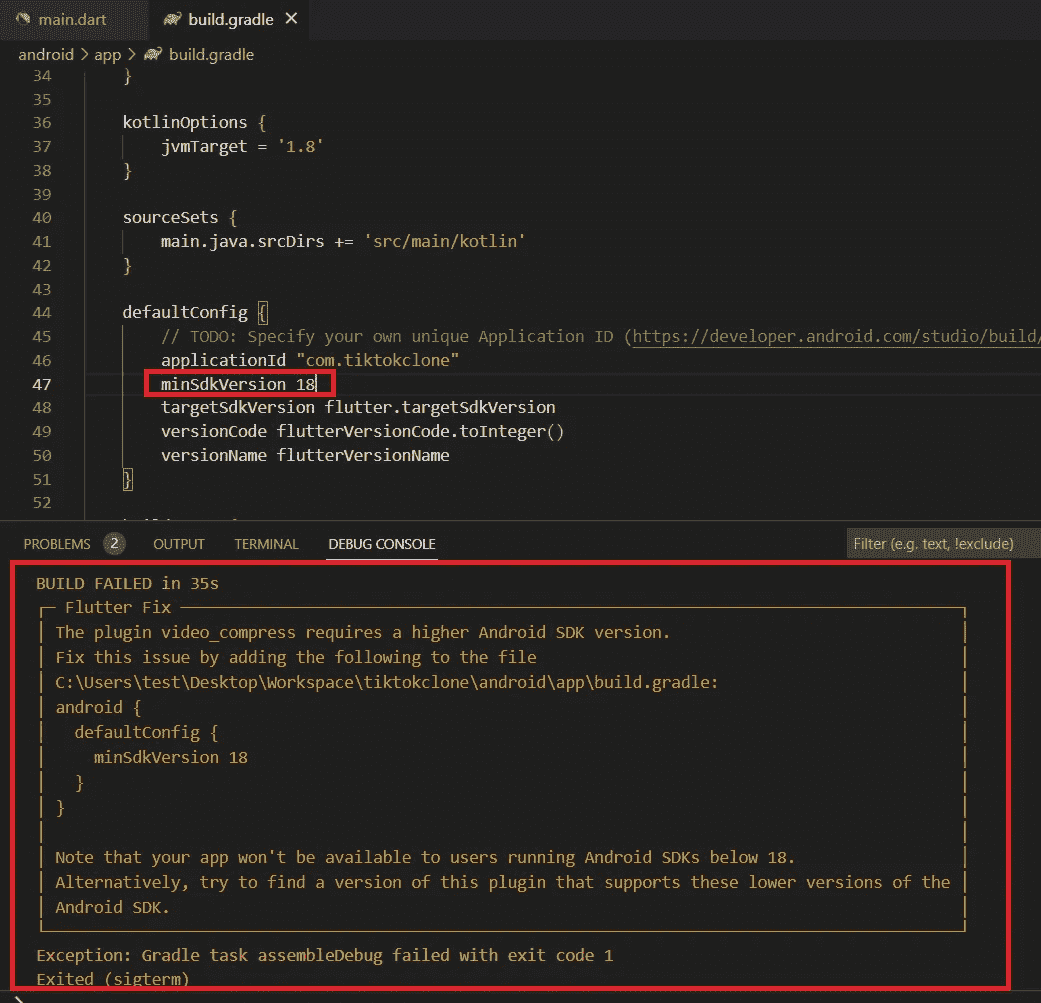 main.dart
build.gradle ×
android > app > build.gradle
34 }
35
36 kotlinOptions {
37 jvmTarget = '1.8'
38 }
39
40 sourceSets {
41 main.java.srcDirs += 'src/main/kotlin'
42 }
43
44 defaultConfig {
45 // TODO: Specify your own unique Application ID (https://developer.android.com/studio/build/
46 applicationId "com.tiktokclone"
47 minSdkVersion 18
48 targetSdkVersion flutter.targetSdkVersion
49 versionCode flutterVersionCode.toInteger()
50 versionName flutterVersionName
51 }
52
PROBLEMS 2 OUTPUT TERMINAL DEBUG CONSOLE Filter (e.g. text, !exclude)
BUILD FAILED in 35s
Flutter Fix
The plugin video_compress requires a higher Android SDK version.
Fix this issue by adding the following to the file
C:\Users\test\Desktop\Workspace\tiktokclone\android\app\build.gradle:
android {
defaultConfig {
minSdkVersion 18
}
}
Note that your app won't be available to users running Android SDKs below 18.
Alternatively, try to find a version of this plugin that supports these lower versions of the
Android SDK.
Exception: Gradle task assembleDebug failed with exit code 1
Exited (sigterm)